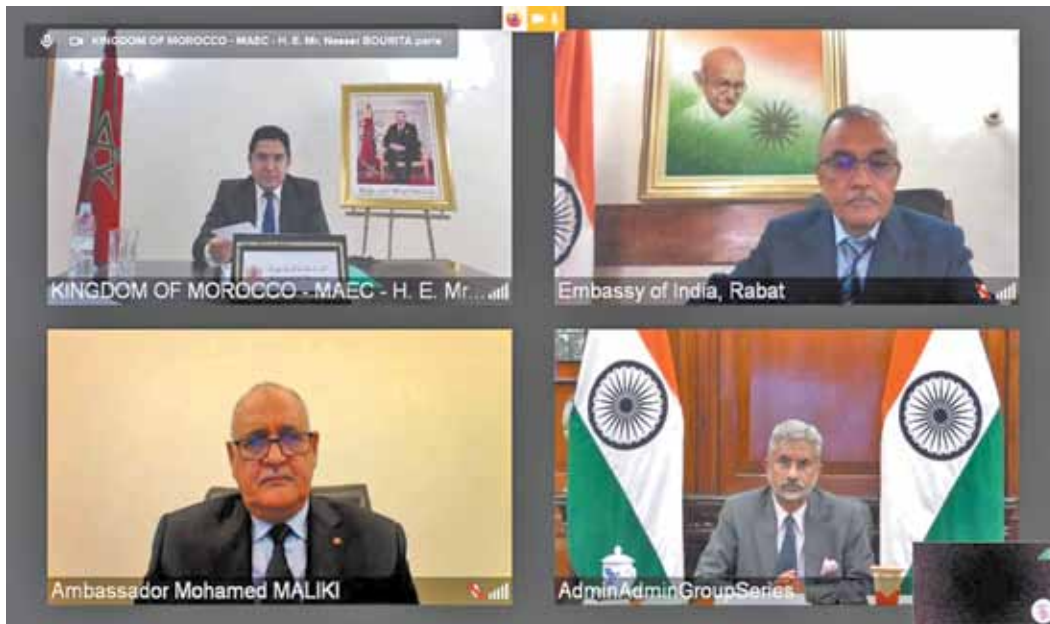 KINGDOM OF MOROCCO - MAEC - H. E. Mr, Nasser BOURITA parle
KINGDOM OF MOROCCO - MAEC - H. E. Mr...
Embassy of India, Rabat
Ambassador Mohamed MALIKI
AdminAdminGroupSeries